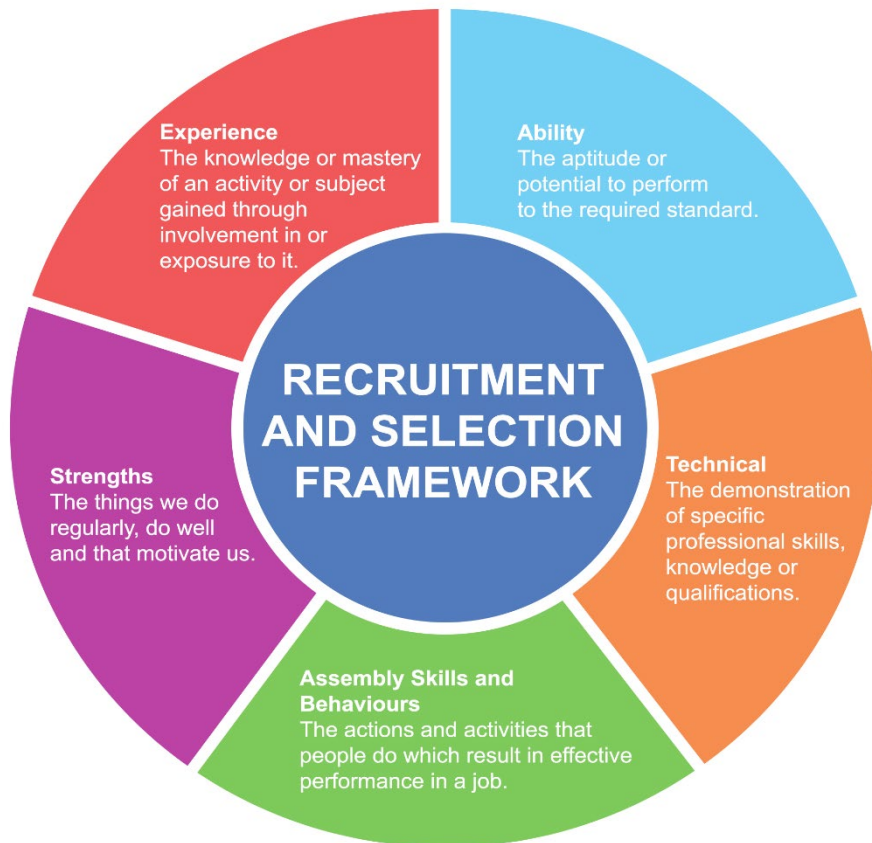 Experience
The knowledge or mastery
of an activity or subject
gained through
involvement in or
exposure to it.
Ability
The aptitude or
potential to perform
to the required standard.
RECRUITMENT
AND SELECTION
FRAMEWORK
Strengths
The things we do
regularly, do well
and that motivate us.
Technical
The demonstration
of specific
professional skills,
knowledge or
qualifications.
Assembly Skills and
Behaviours
The actions and activities that
people do which result in effective
performance in a job.